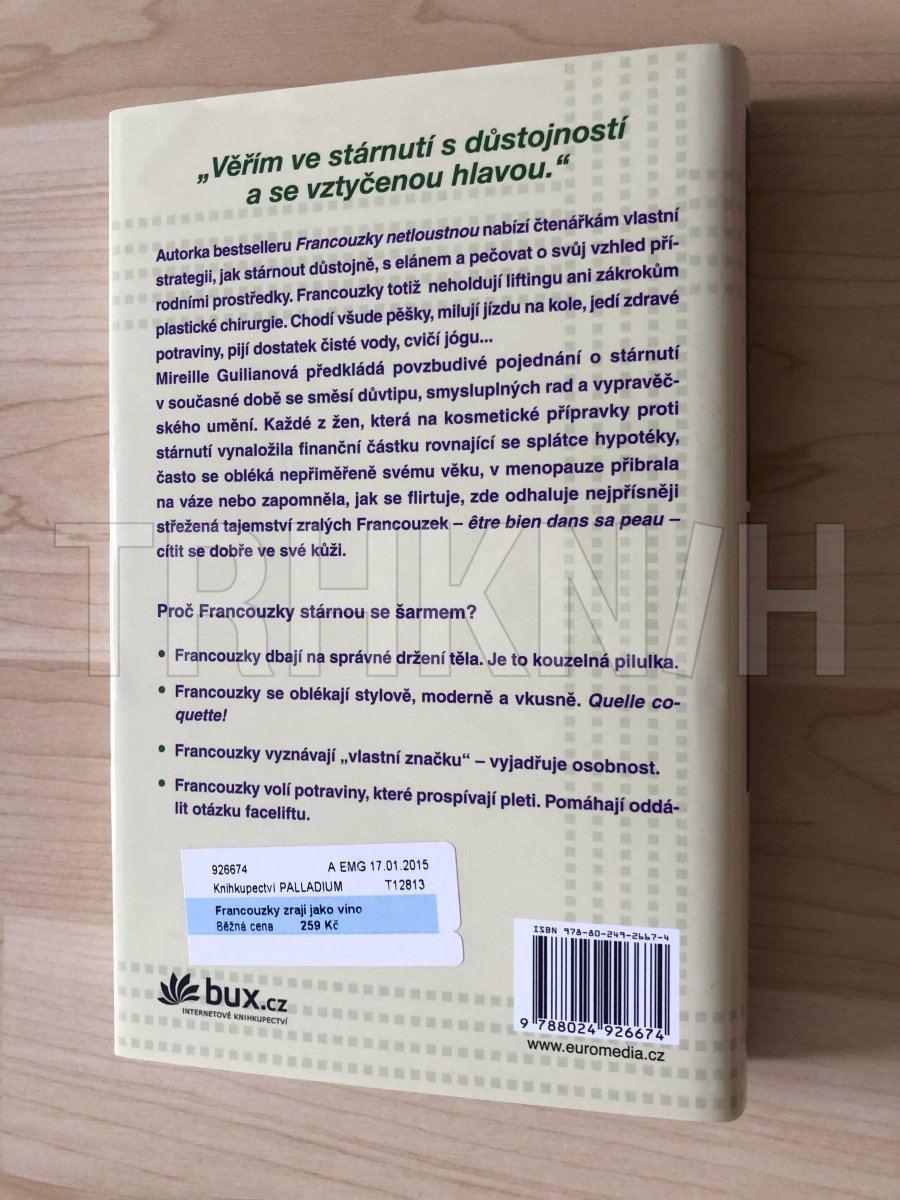 „Věřím ve stárnutí s důstojností
a se vztyčenou hlavou.“
Autorka bestselleru Francouzky netloustnou nabízí čtenářkám vlastní
strategii, jak stárnout důstojně, s elánem a pečovat o svůj vzhled pří-
rodními prostředky. Francouzky totiž neholdují liftingu ani zákrokům
plastické chirurgie. Chodí všude pěšky, milují jízdu na kole, jedí zdravé
potraviny, pijí dostatek čisté vody, cvičí jógu...
Mireille Guilianová předkládá povzbudivé pojednání o stárnutí
v současné době se směsí důvtipu, smysluplných rad a vypravěč-
ského umění. Každé z žen, která na kosmetické přípravky proti
stárnutí vynaložila finanční částku rovnající se splátce hypotéky,
často se obléká nepřiměřeně svému věku, v menopauze přibrala
na váze nebo zapomněla, jak se flirtuje, zde odhaluje nejpřísněji
střežená tajemství zralých Francouzek – être bien dans sa peau –
cítit se dobře ve své kůži.
TRHKNIH
Proč Francouzky stárnou se šarmem?
• Francouzky dbají na správné držení těla. Je to kouzelná pilulka.
• Francouzky se oblékají stylově, moderně a vkusně. Quelle co-
quette!
• Francouzky vyznávají „vlastní značku“ – vyjadřuje osobnost.
• Francouzky volí potraviny, které prospívají pleti. Pomáhají oddá-
lit otázku faceliftu.
926674 A EMG 17.01.2015
Knihkupectví PALLADIUM T12813
Francouzky zrají jako víno
Běžná cena 259 Kč
bux.cz
INTERNETOVÉ KNIHKUPECTVÍ
ISBN 978-80-249-2667-4
9 788024 926674
www.euromedia.cz